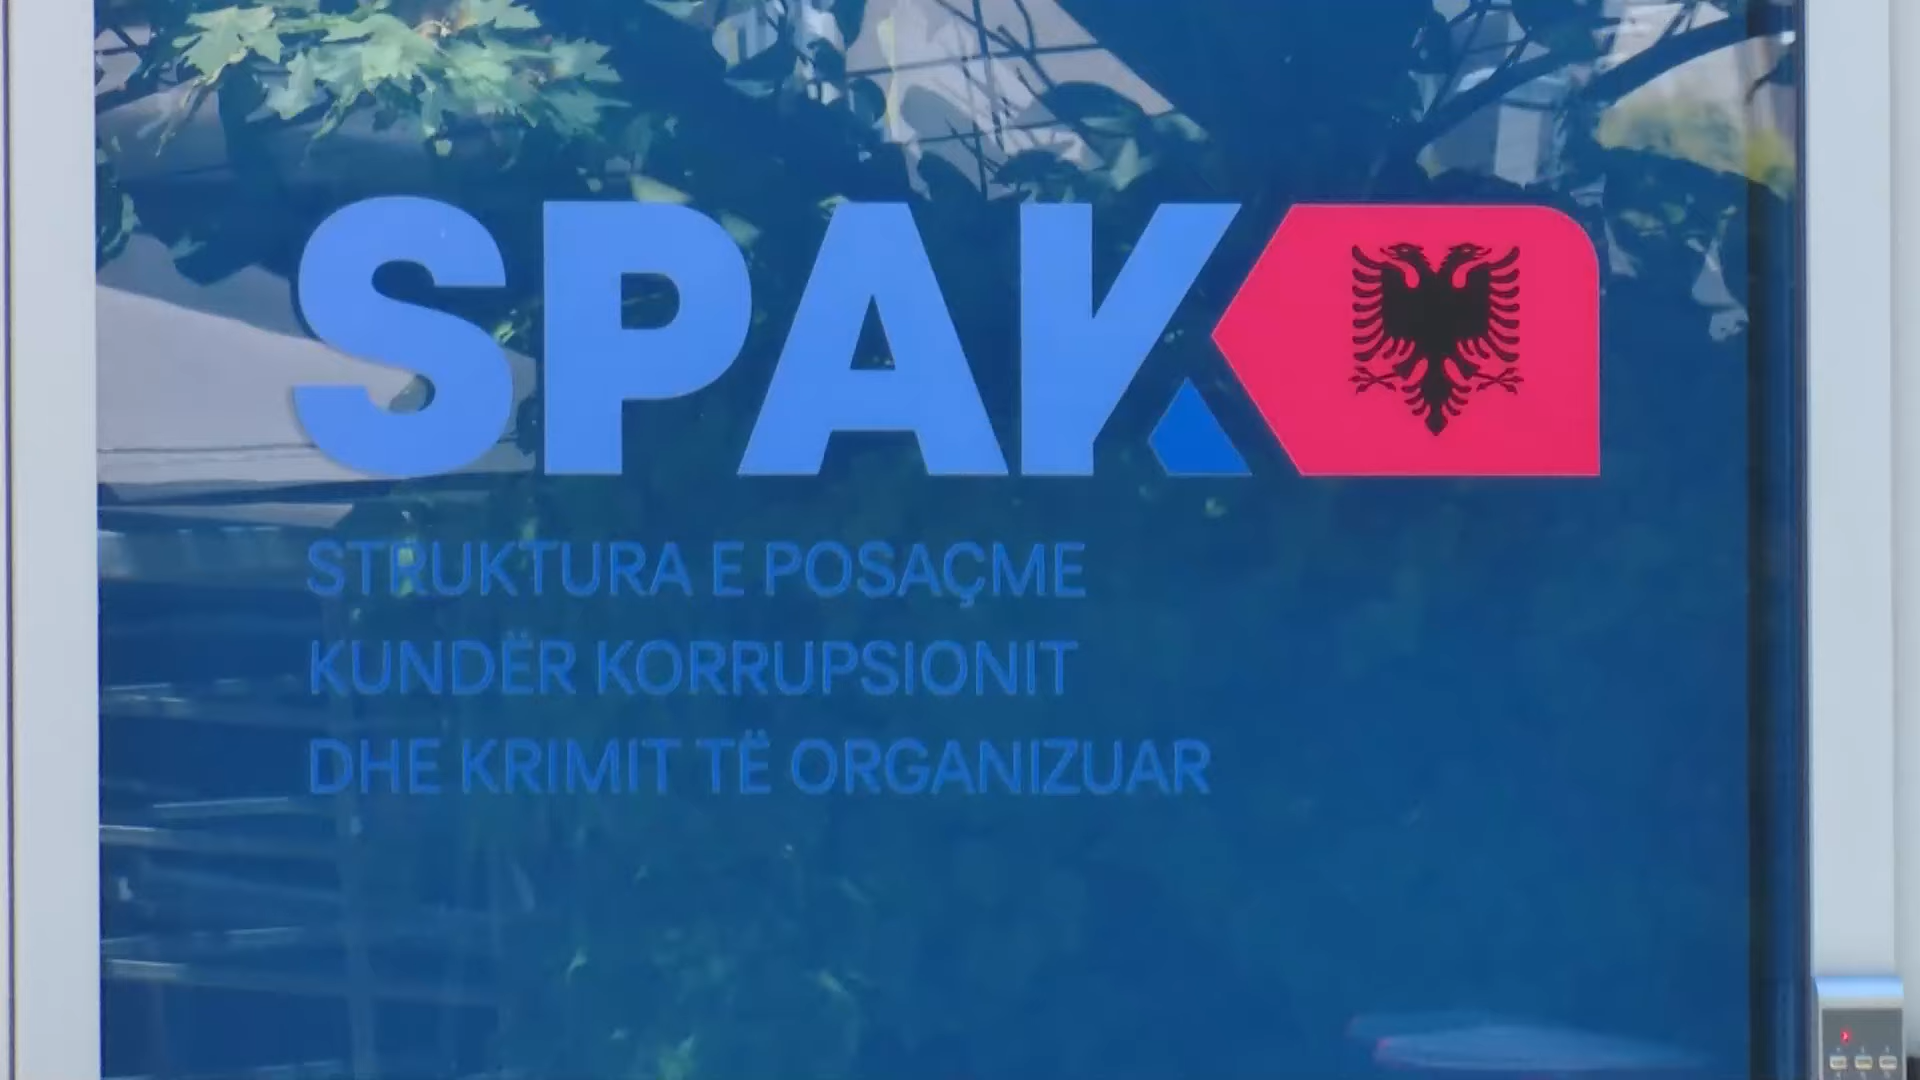 SPAK
STRUKTURA E POSAÇME
KUNDËR KORRUPSIONIT
DHE KRIMIT TË ORGANIZUAR